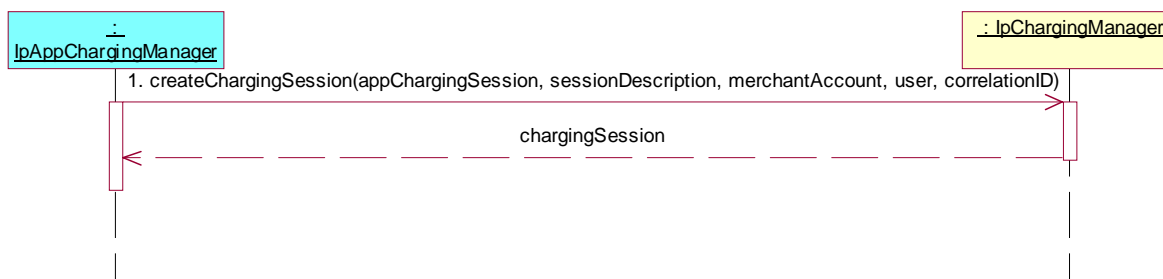 :
IpAppChargingManager
: IpChargingManager
1. createChargingSession(appChargingSession, sessionDescription, merchantAccount, user, correlationID)
chargingSession